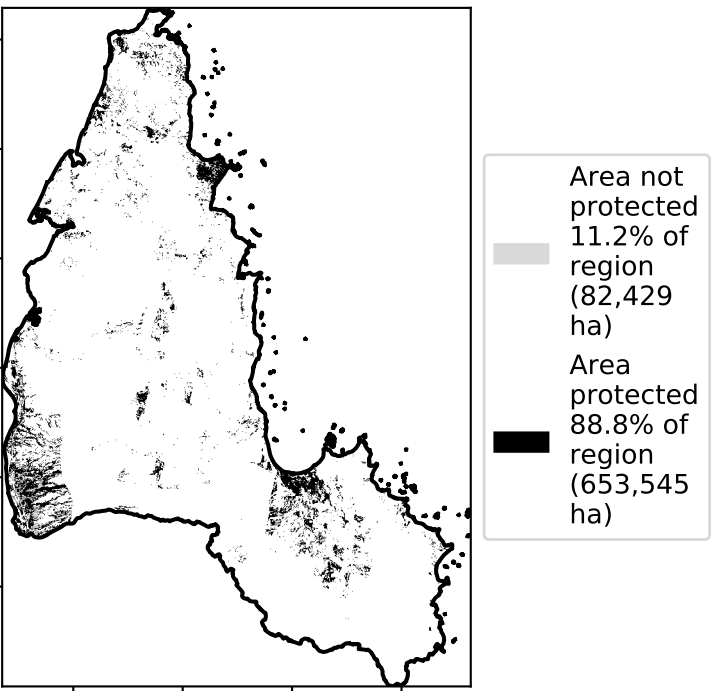 Area not
protected
11.2% of
region
(82,429
ha)
Area
protected
88.8% of
region
(653,545
ha)